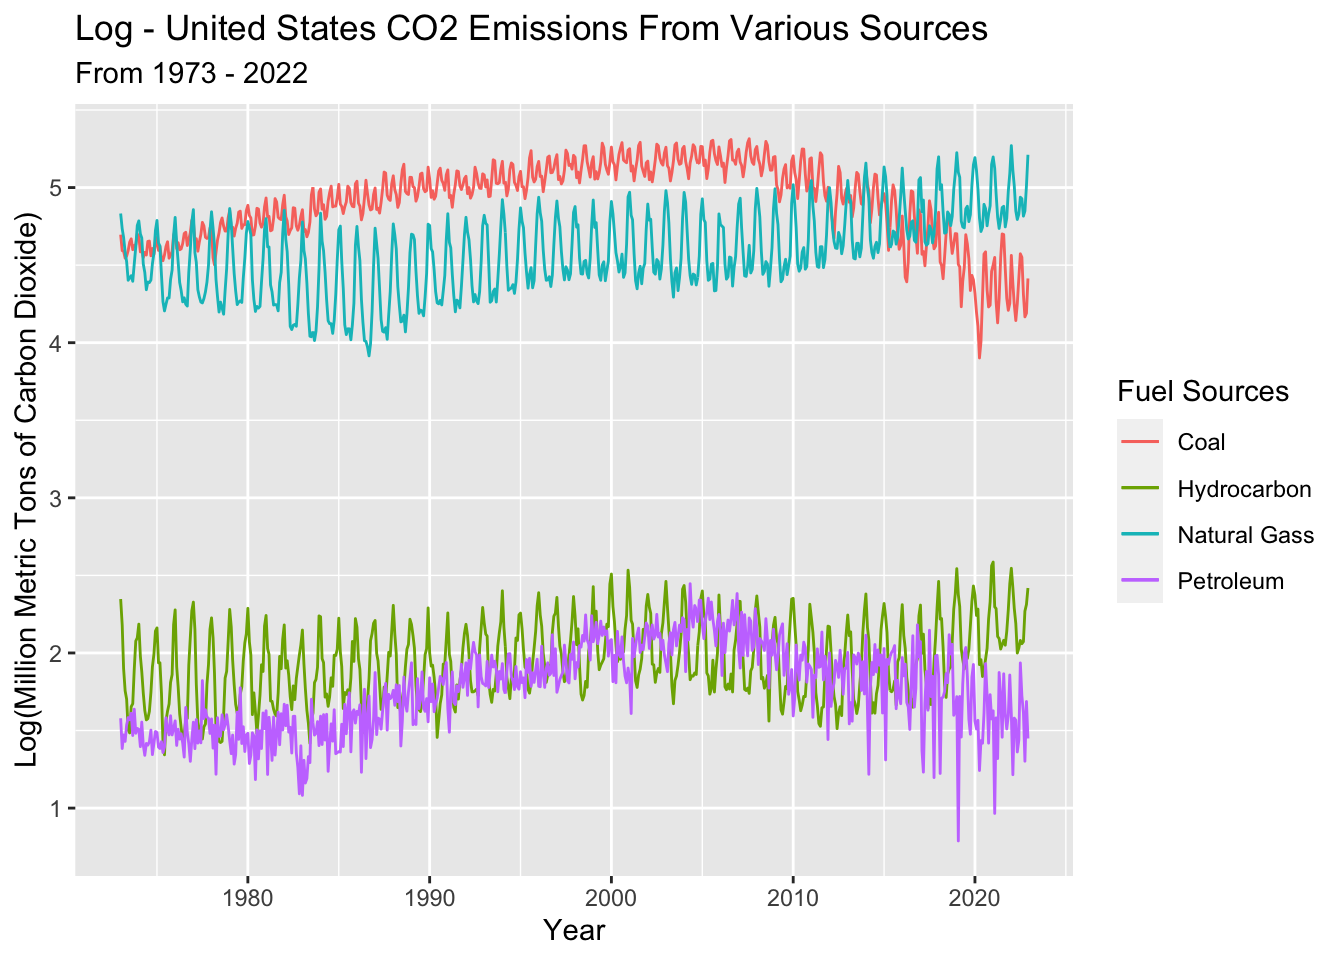 Log - United States CO2 Emissions From Various Sources
From 1973 - 2022
Log(Million Metric Tons of Carbon Dioxide)
5
4
3
2
1
1980
1990
2000
2010
2020
Year
Fuel Sources
Coal
Hydrocarbon
Natural Gass
Petroleum